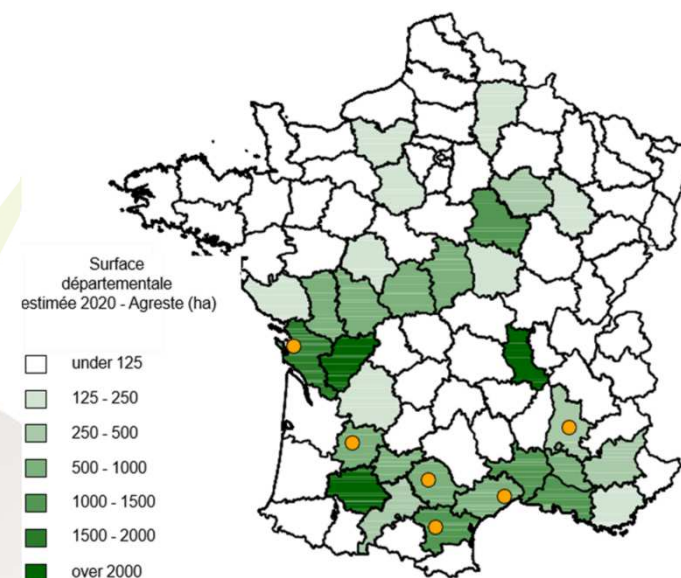 Surface
départementale
estimée 2020 - Agreste (ha)
under 125
125 - 250
250 - 500
500 - 1000
1000 - 1500
1500 - 2000
over 2000